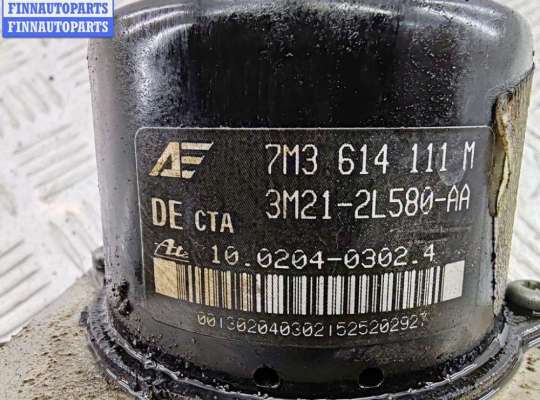 FINNAUTOPARTS
FINNAUTOPARTS
7M3 614 111 M
3M21-2L580-AA
DE CTA
10.0204-0302.4
0013020403021525202927